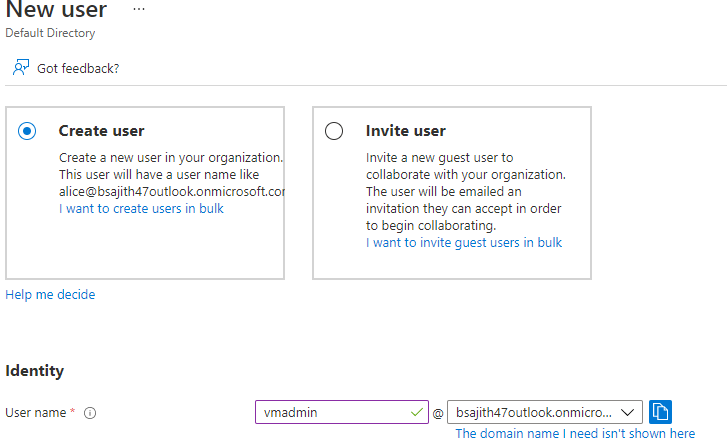 New user ...
Default Directory
Got feedback?
Create user
Create a new user in your organization.
This user will have a user name like
alice@bsajith47outlook.onmicrosoft.com
I want to create users in bulk
Invite user
Invite a new guest user to
collaborate with your organization.
The user will be emailed an
invitation they can accept in order
to begin collaborating.
I want to invite guest users in bulk
Help me decide
Identity
User name * vmadmin @ bsajith47outlook.onmicro...
The domain name I need isn't shown here